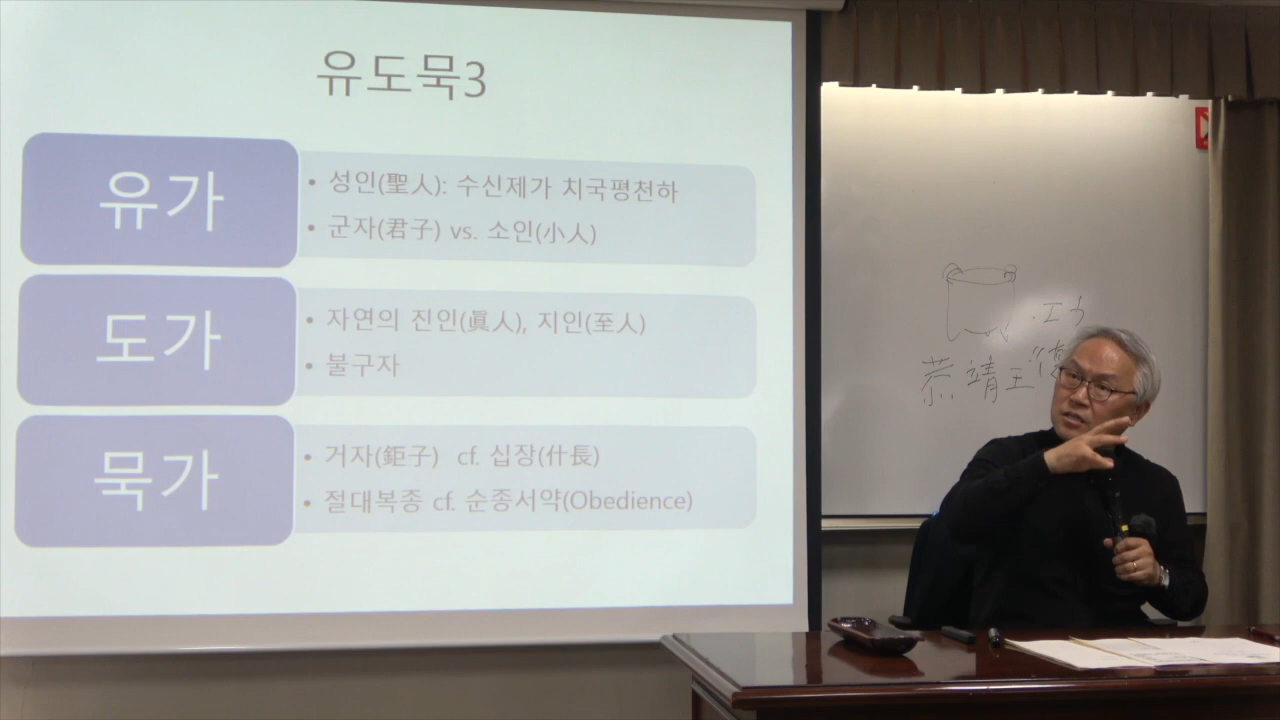 유도묵3
유가
• 성인(聖人): 수신제가 치국평천하
• 군자(君子) vs. 소인(小人)
도가
• 자연의 진인(眞人), 지인(至人)
• 불구자
묵가
• 거자(鉅子) cf. 십장(什長)
• 절대복종 cf. 순종서약(Obedience)
恭靖王